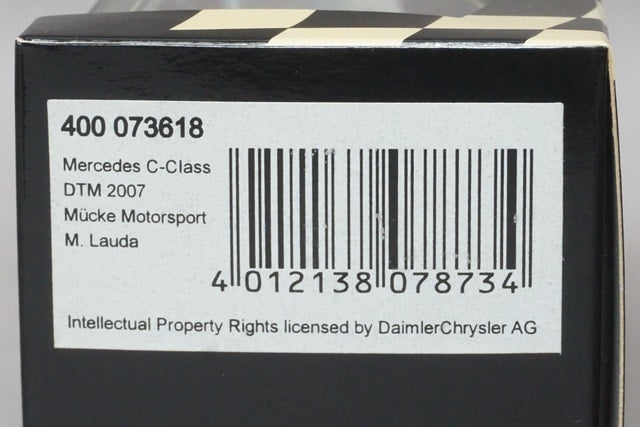 400 073618
Mercedes C-Class
DTM 2007
Mücke Motorsport
M. Lauda
4 012138 078734
Intellectual Property Rights licensed by DaimlerChrysler AG